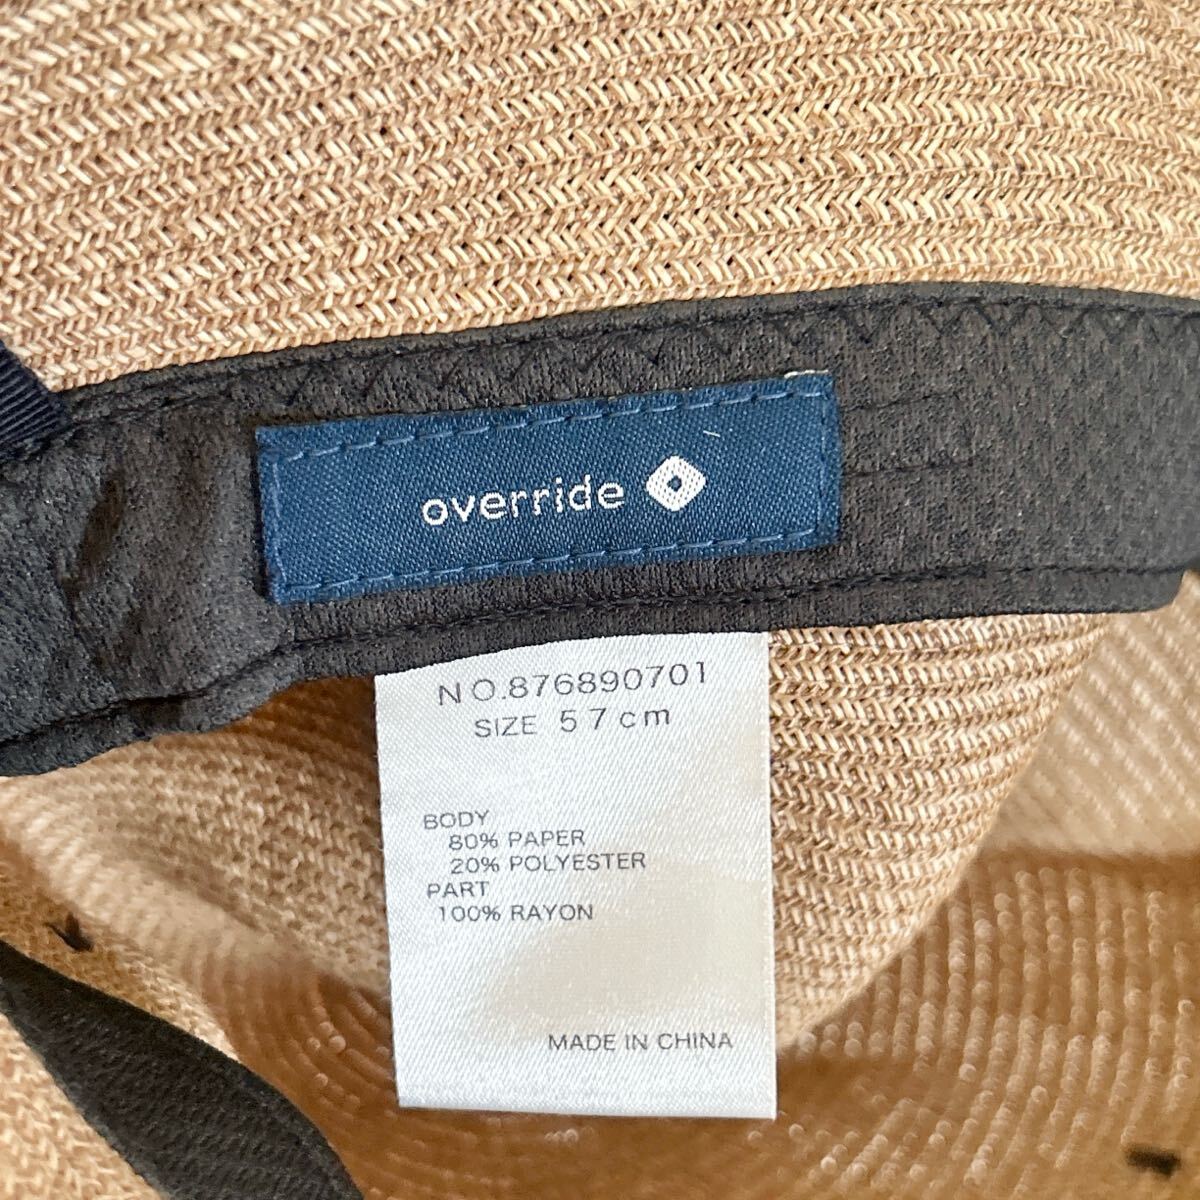 override
NO.876890701
SIZE 57cm
BODY
80% PAPER
20% POLYESTER
PART
100% RAYON
MADE IN CHINA